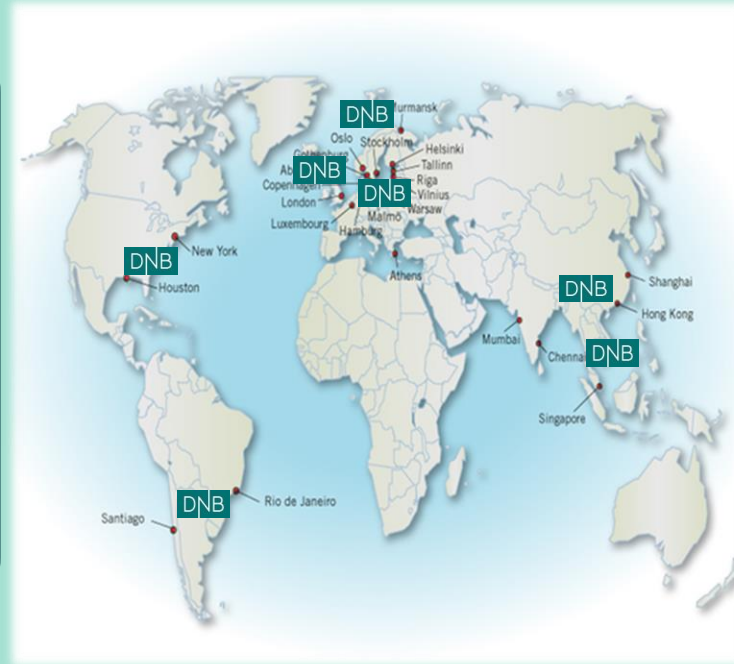 DNB
Murmansk
Oslo
Stockholm
Helsinki
DNB
Tallinn
Riga
Copenhagen
DNB
Vilnius
London
Warsaw
Malmö
Luxembourg
Hamburg
New York
Athens
DNB
Houston
Shanghai
DNB
Hong Kong
Mumbai
Chennai
DNB
Singapore
DNB
Rio de Janeiro
Santiago